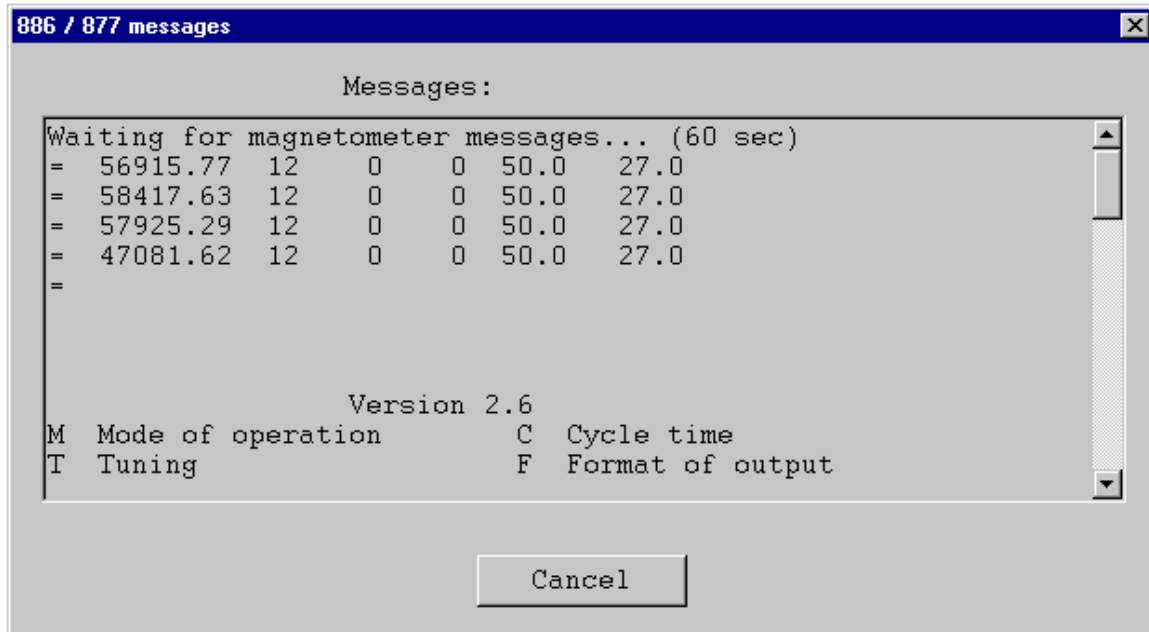 886 / 877 messages
Messages:
Waiting for magnetometer messages... (60 sec)
= 56915.77 12 0 0 50.0 27.0
= 58417.63 12 0 0 50.0 27.0
= 57925.29 12 0 0 50.0 27.0
= 47081.62 12 0 0 50.0 27.0
=
Version 2.6
M Mode of operation C Cycle time
T Tuning F Format of output
Cancel